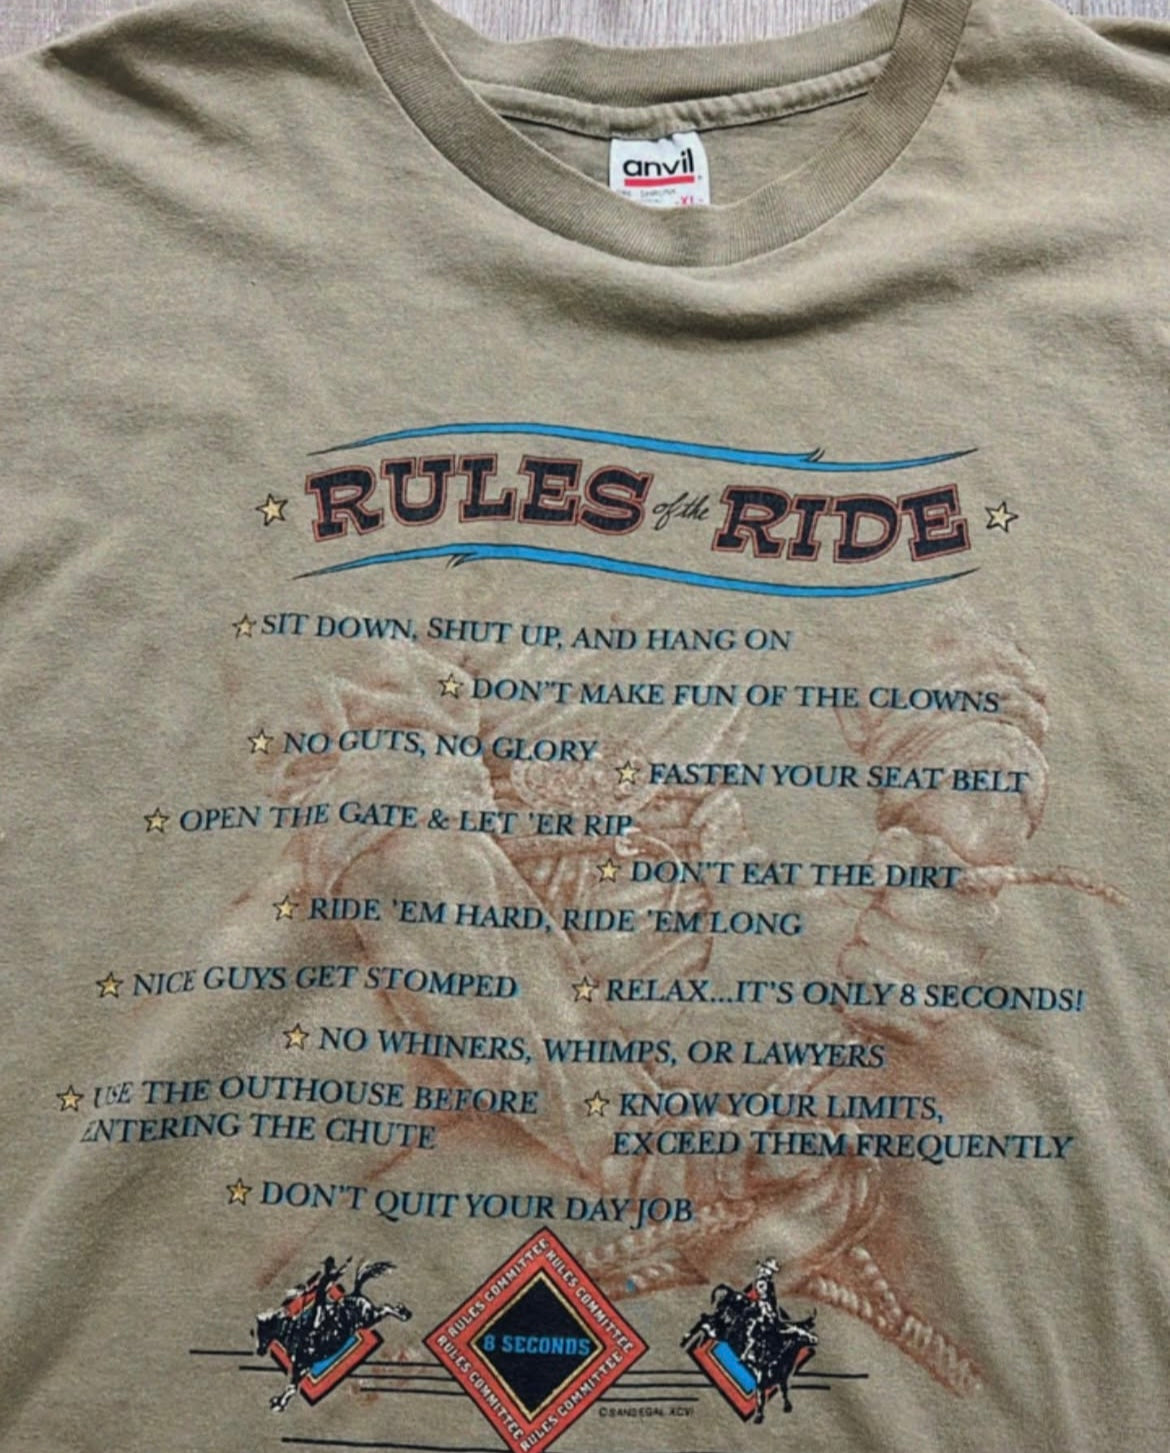 anvil
XL
RULES of the RIDE
SIT DOWN, SHUT UP, AND HANG ON
DON'T MAKE FUN OF THE CLOWNS
NO GUTS, NO GLORY
FASTEN YOUR SEAT BELT
OPEN THE GATE & LET 'ER RIP
DON'T EAT THE DIRT
RIDE 'EM HARD, RIDE 'EM LONG
NICE GUYS GET STOMPED
RELAX...IT'S ONLY 8 SECONDS!
NO WHINERS, WHIMPS, OR LAWYERS
USE THE OUTHOUSE BEFORE
ENTERING THE CHUTE
KNOW YOUR LIMITS,
EXCEED THEM FREQUENTLY
DON'T QUIT YOUR DAY JOB
RULES COMMITTEE
RULES COMMITTEE
8 SECONDS
RULES COMMITTEE
RULES COMMITTEE
©SANDEGAL XCVI